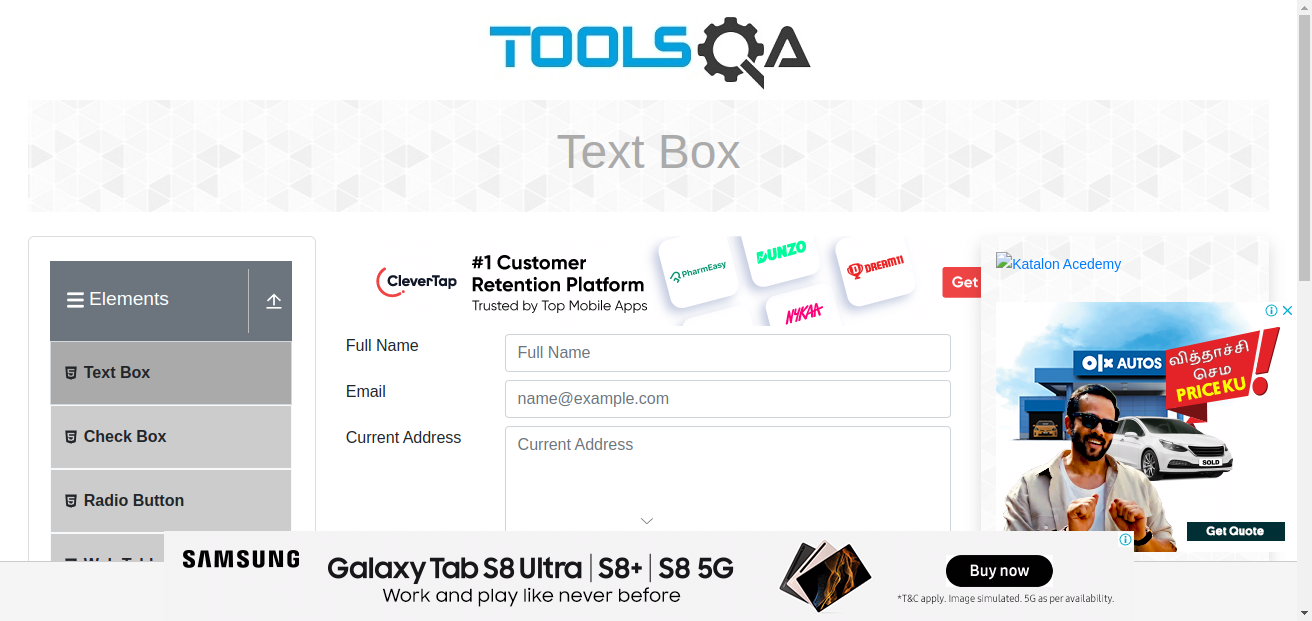 TOOLSQA
Text Box
Elements
Text Box
Check Box
Radio Button
CleverTap
#1 Customer
Retention Platform
Trusted by Top Mobile Apps
PharmEasy
DUNZO
NYKAA
DREAM11
Get
Full Name
Full Name
Email
name@example.com
Current Address
Current Address
Katalon Acedemy
olx AUTOS
வித்தாச்சி
செம
PRICEKU
SOLD
Get Quote
SAMSUNG
Galaxy Tab S8 Ultra | S8+ | S8 5G
Work and play like never before
Buy now
*T&C apply. Image simulated. 5G as per availability.